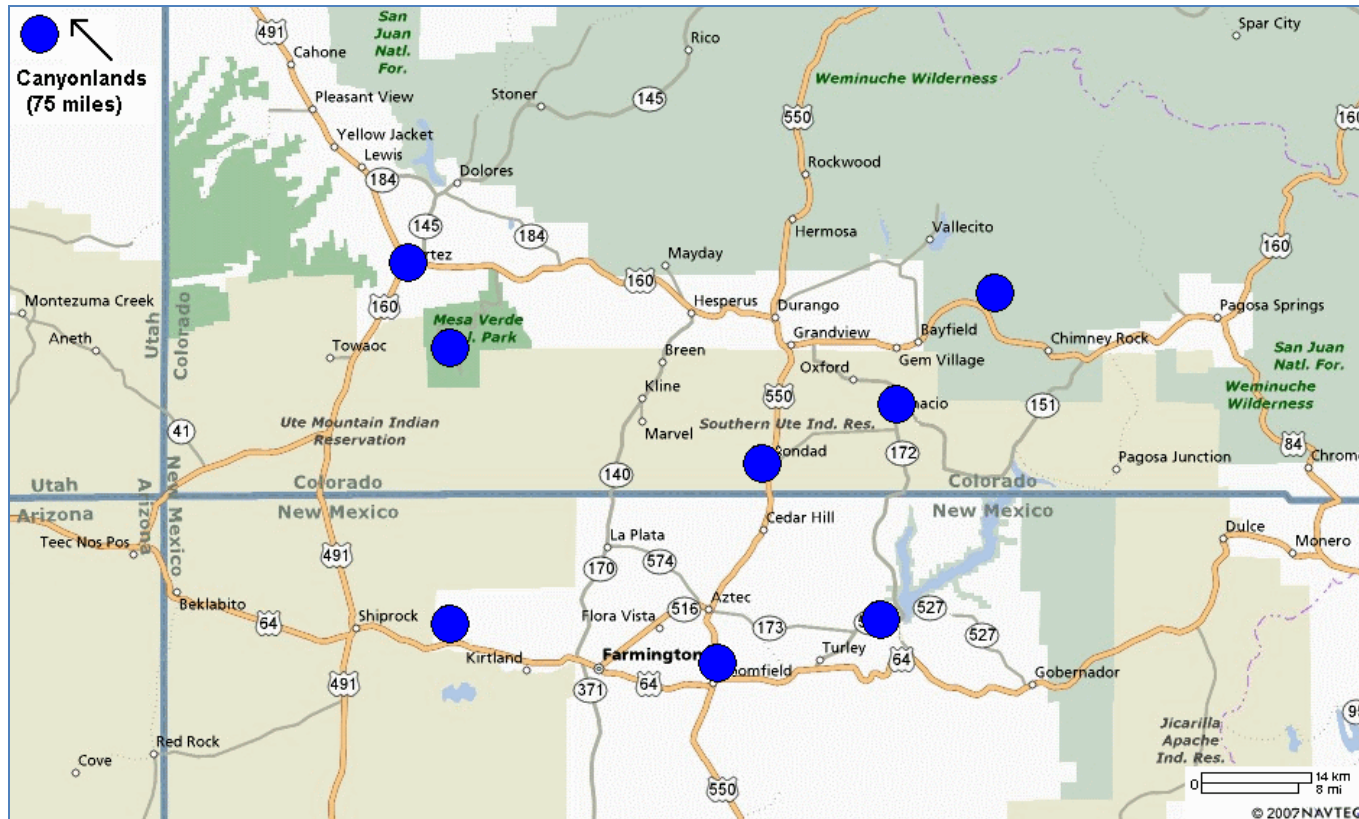 491
Cahone
San
Juan
Natl.
For.
Rico
Spar City
Canyonlands
(75 miles)
Weminuche Wilderness
Pleasant View
Stoner
145
550
160
Yellow Jacket
Lewis
184
Dolores
Rockwood
145
184
Hermosa
Vallecito
160
Mayday
160
160
Hesperus
Durango
Pagosa Springs
Montezuma Creek
Utah
Colorado
Aneth
Mesa Verde
Park
Towaoc
Grandview
Bayfield
Gem Village
Chimney Rock
San Juan
Natl. For.
Weminuche
Wilderness
Breen
Oxford
Kline
550
151
Marvel
Southern Ute Ind. Res.
Ute Mountain Indian
Reservation
41
172
84
Pagosa Junction
140
Utah
Arizona
Colorado
New Mexico
Colorado
New Mexico
Arizona
New Mexico
Teec Nos Pos
Cedar Hill
Dulce
Monero
491
La Plata
170
574
Beklabito
64
Shiprock
Aztec
Flora Vista
516
173
527
527
Turley
64
Kirtland
Farmington
64
371
491
Gobernador
Red Rock
Cove
550
Jicarilla
Apache
Ind. Res.
0
14 km
8 mi
© 2007 NAVTEQ